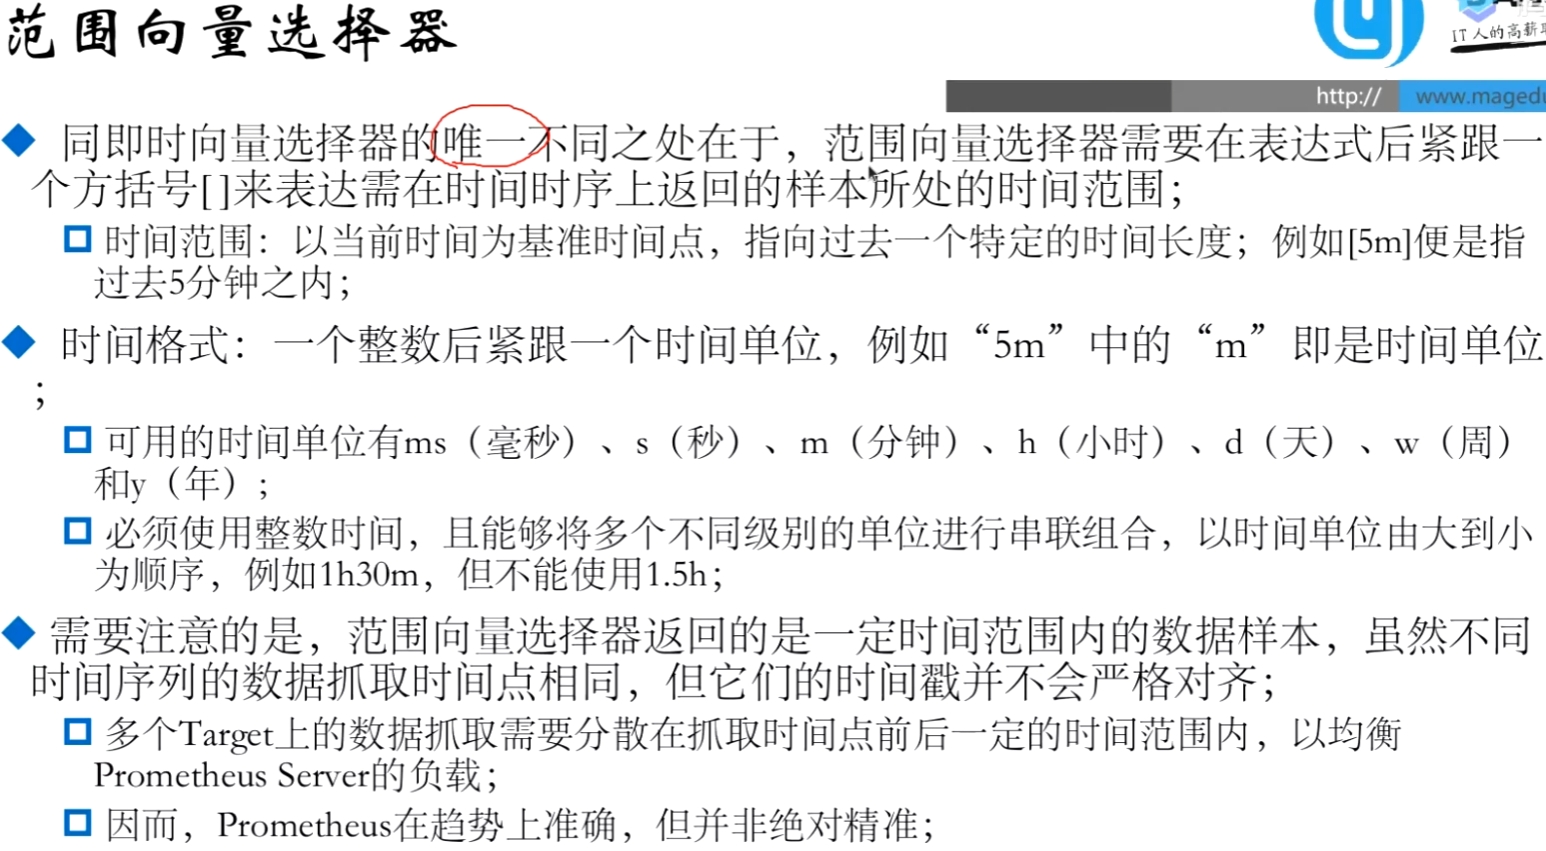 范围向量选择器
IT人的高薪
http://
www.magedu
同即时向量选择器的唯一不同之处在于，范围向量选择器需要在表达式后紧跟一
个方括号[ ]来表达需在时间时序上返回的样本所处的时间范围；
时间范围：以当前时间为基准时间点，指向过去一个特定的时间长度；例如[5m]便是指
过去5分钟之内；
时间格式：一个整数后紧跟一个时间单位，例如“5m”中的“m”即是时间单位
；
可用的时间单位有ms（毫秒）、s（秒）、m（分钟）、h（小时）、d（天）、w（周）
和y（年）；
必须使用整数时间，且能够将多个不同级别的单位进行串联组合，以时间单位由大到小
为顺序，例如1h30m，但不能使用1.5h；
需要注意的是，范围向量选择器返回的是一定时间范围内的数据样本，虽然不同
时间序列的数据抓取时间点相同，但它们的时间戳并不会严格对齐；
多个Target上的数据抓取需要分散在抓取时间点前后一定的时间范围内，以均衡
Prometheus Server的负载；
因而，Prometheus在趋势上准确，但并非绝对精准；